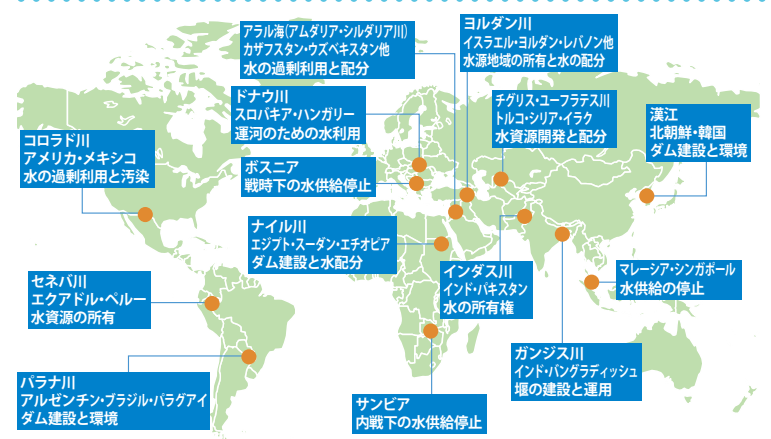 アラル海(アムダリア・シルダリア川)
カザフスタン・ウズベキスタン他
水の過剰利用と配分
ヨルダン川
イスラエル・ヨルダン・レバノン他
水源地域の所有と水の配分
ドナウ川
スロバキア・ハンガリー
運河のための水利用
チグリス・ユーフラテス川
トルコ・シリア・イラク
水資源開発と配分
漢江
北朝鮮・韓国
ダム建設と環境
コロラド川
アメリカ・メキシコ
水の過剰利用と汚染
ボスニア
戦時下の水供給停止
ナイル川
エジプト・スーダン・エチオピア
ダム建設と水配分
インダス川
インド・パキスタン
水の所有権
マレーシア・シンガポール
水供給の停止
セネパ川
エクアドル・ペルー
水資源の所有
ガンジス川
インド・バングラディッシュ
堰の建設と運用
パラナ川
アルゼンチン・ブラジル・パラグアイ
ダム建設と環境
サンビア
内戦下の水供給停止